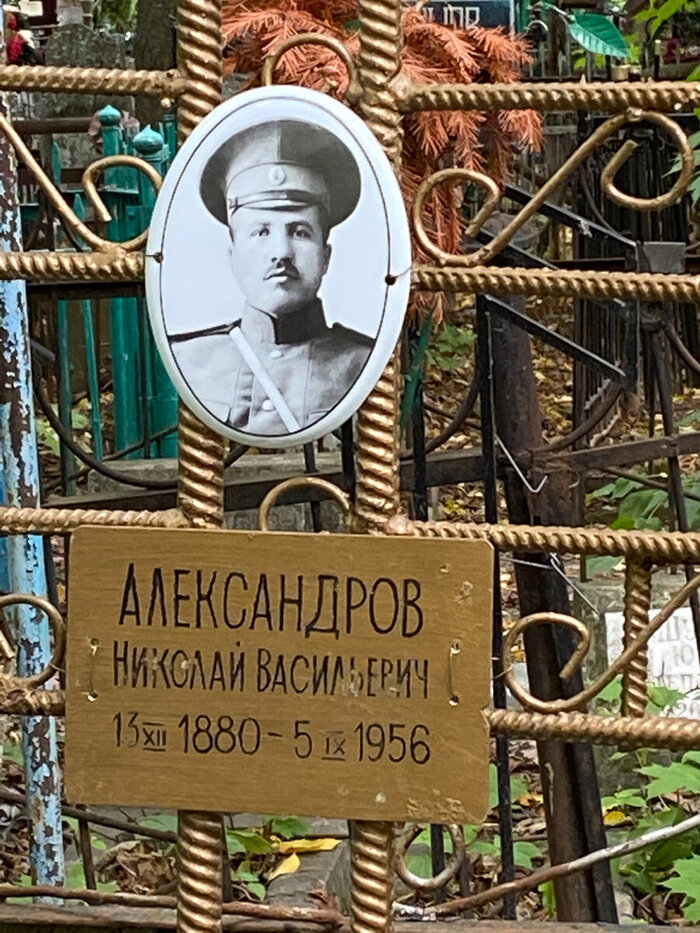 АЛЕКСАНДРОВ
НИКОЛАЙ ВАСИЛЬЕВИЧ
13 XII 1880 – 5 IX 1956